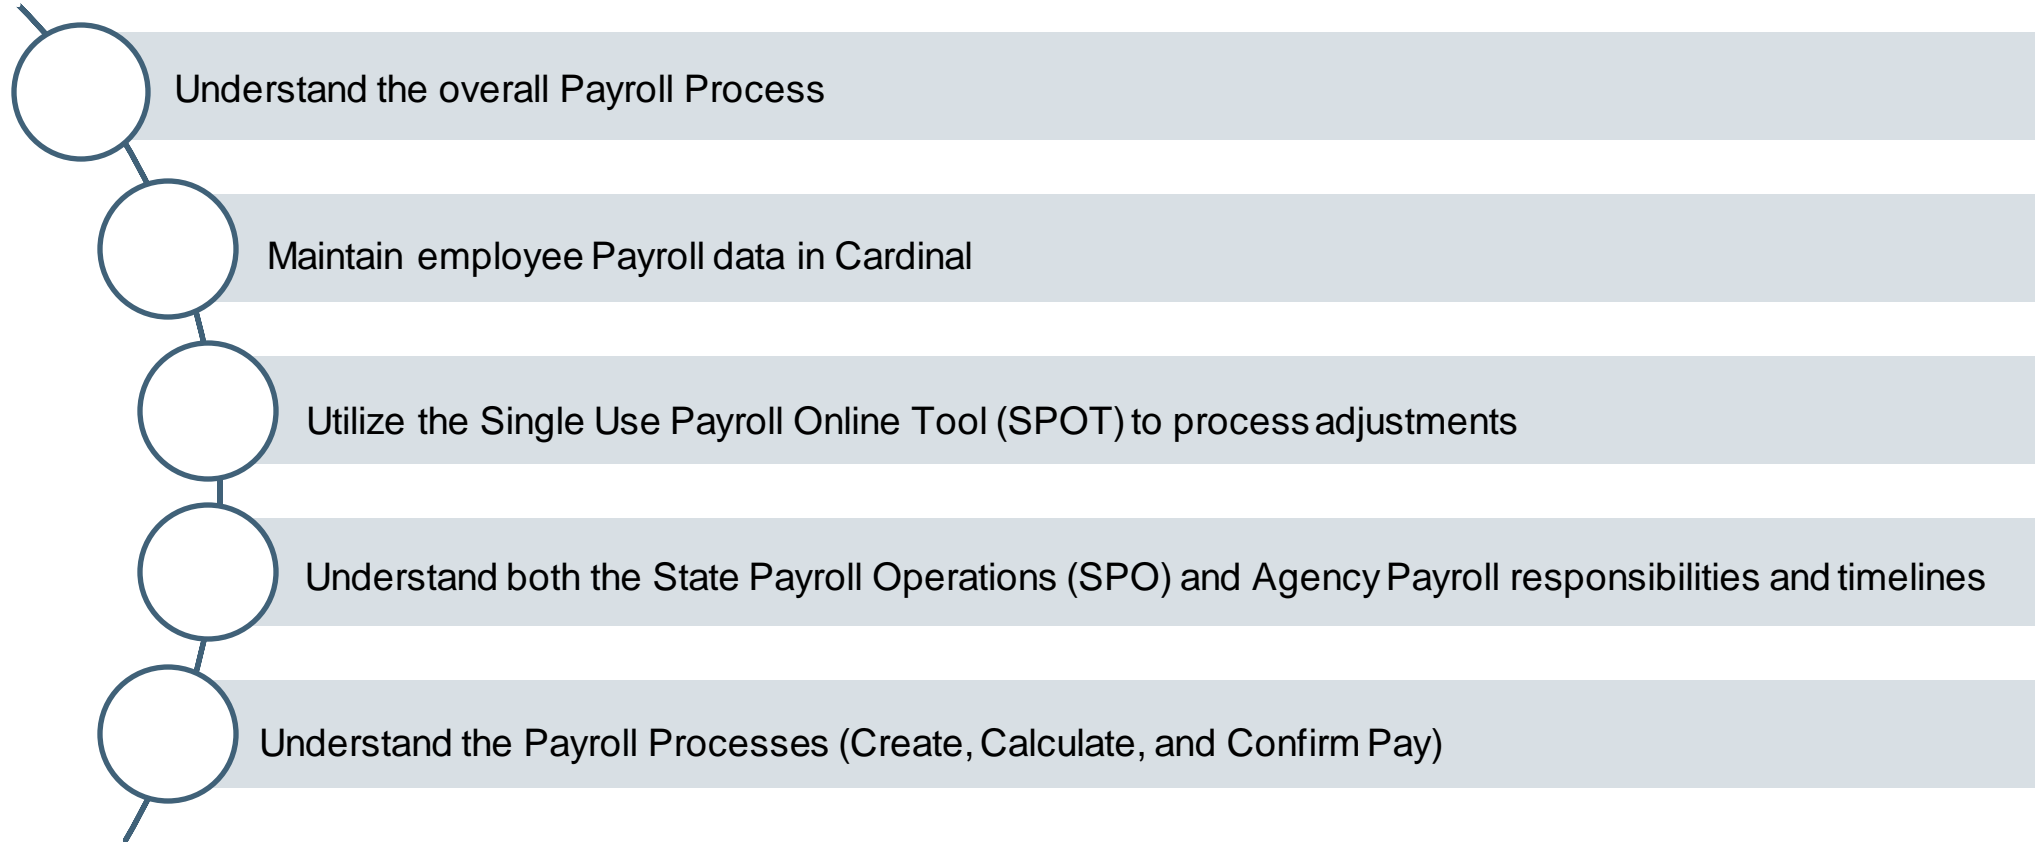 Understand the overall Payroll Process
Maintain employee Payroll data in Cardinal
Utilize the Single Use Payroll Online Tool (SPOT) to process adjustments
Understand both the State Payroll Operations (SPO) and Agency Payroll responsibilities and timelines
Understand the Payroll Processes (Create, Calculate, and Confirm Pay)